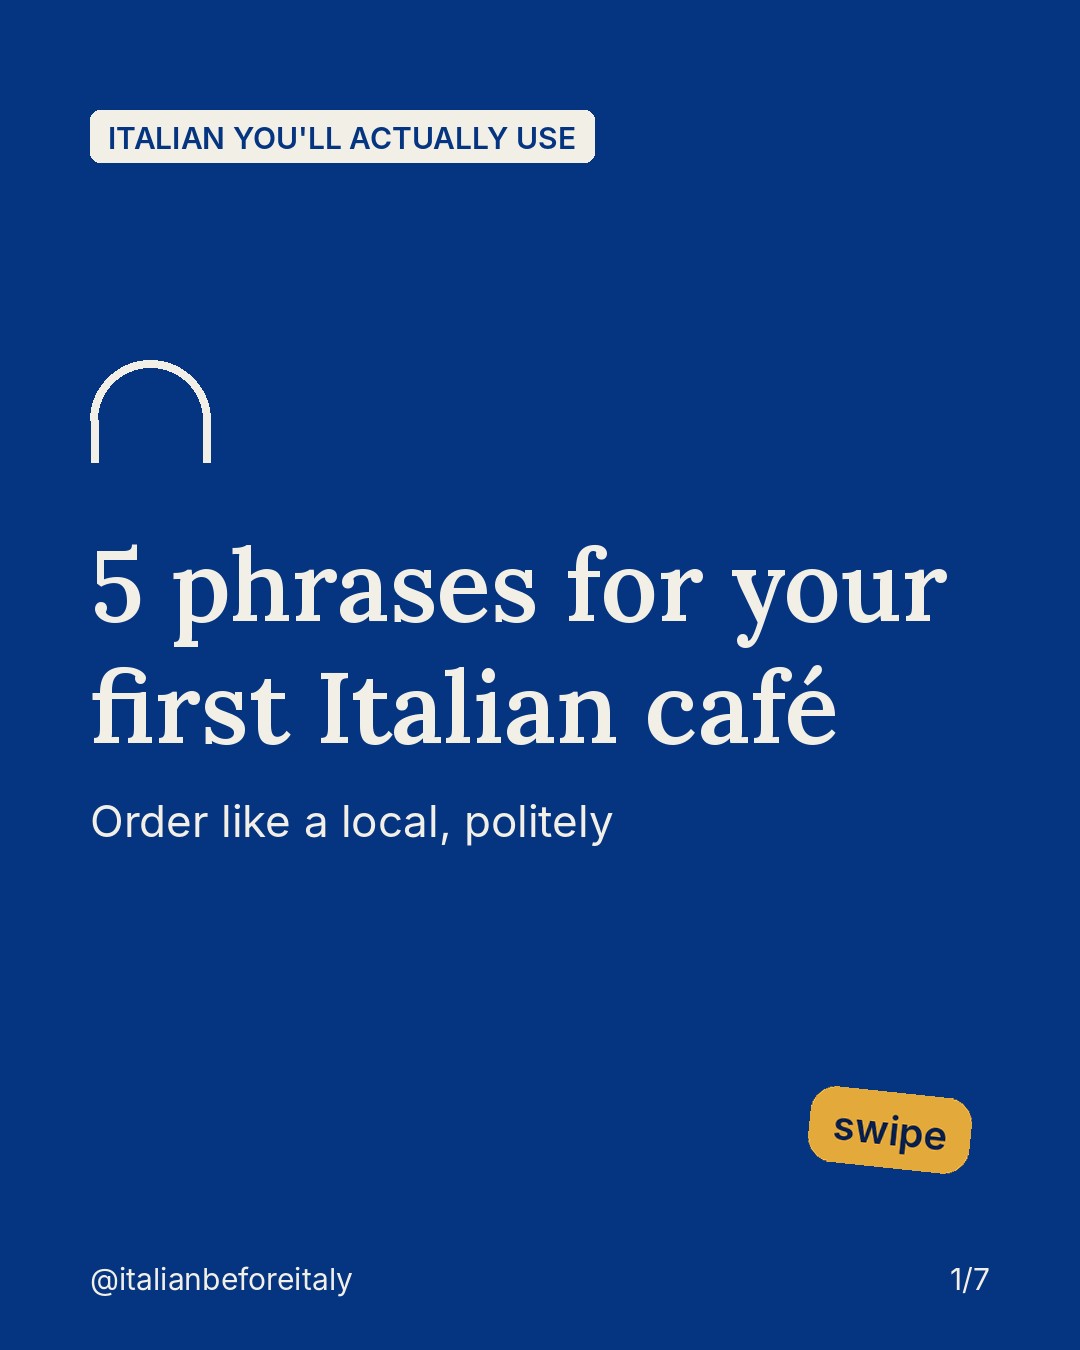 ITALIAN YOU'LL ACTUALLY USE
5 phrases for your
first Italian café
Order like a local, politely
swipe
@italianbeforeitaly
1/7